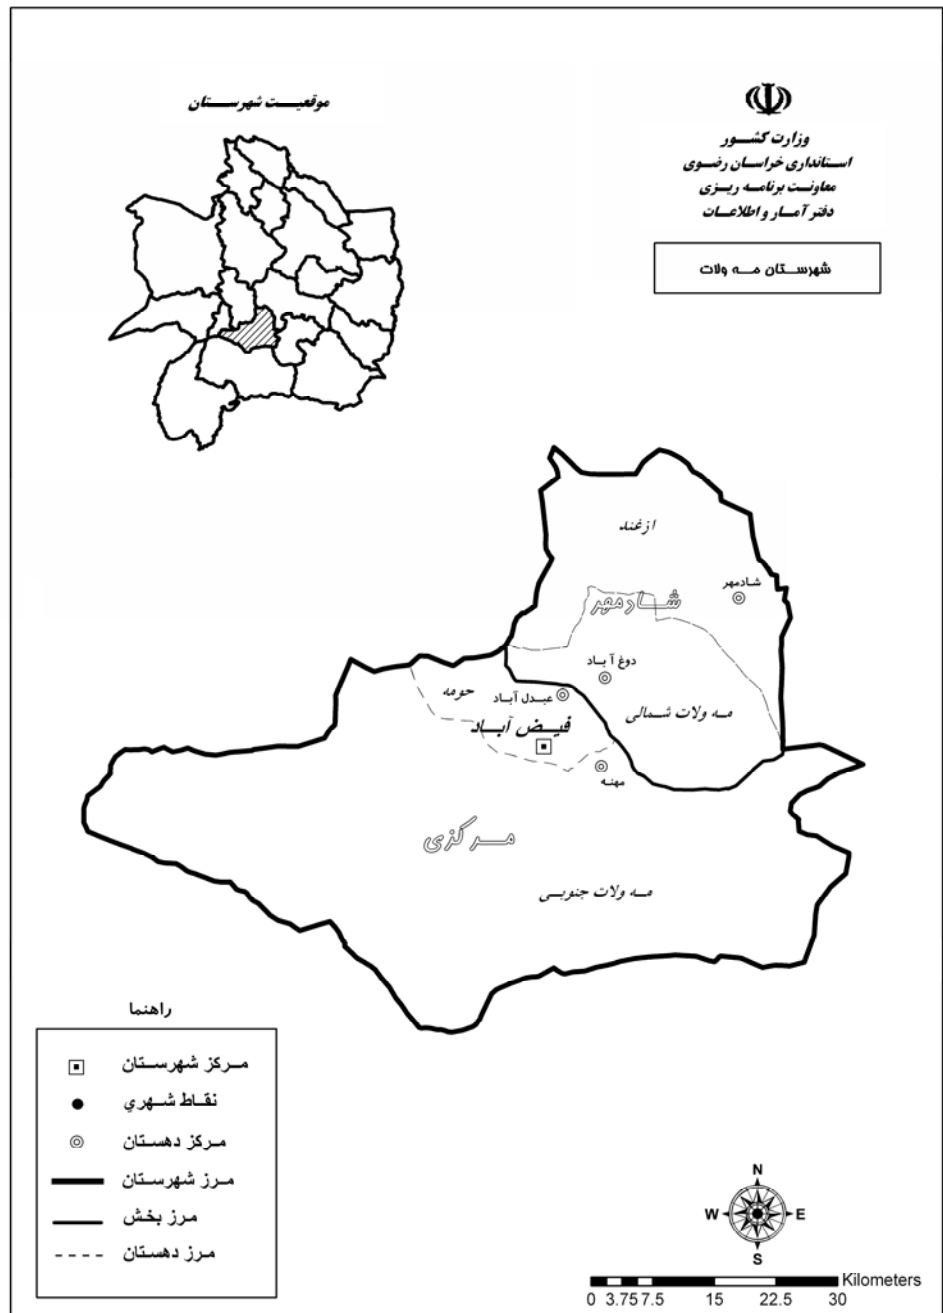 موقعیت شهرستان
وزارت کشور
استانداری خراسان رضوی
معاونت برنامه ریزی
دفتر آمار و اطلاعات
شهرستان مه ولات
ازغند
شادمهر
شادمهر
دوغ آباد
حومه
عبدل آباد
مه ولات شمالی
فیض آباد
مهنه
مرکزی
مه ولات جنوبی
راهنما
مرکز شهرستان
نقاط شهري
مرکز دهستان
مرز شهرستان
مرز بخش
مرز دهستان
N
W E
S
Kilometers
0 3.75 7.5 15 22.5 30